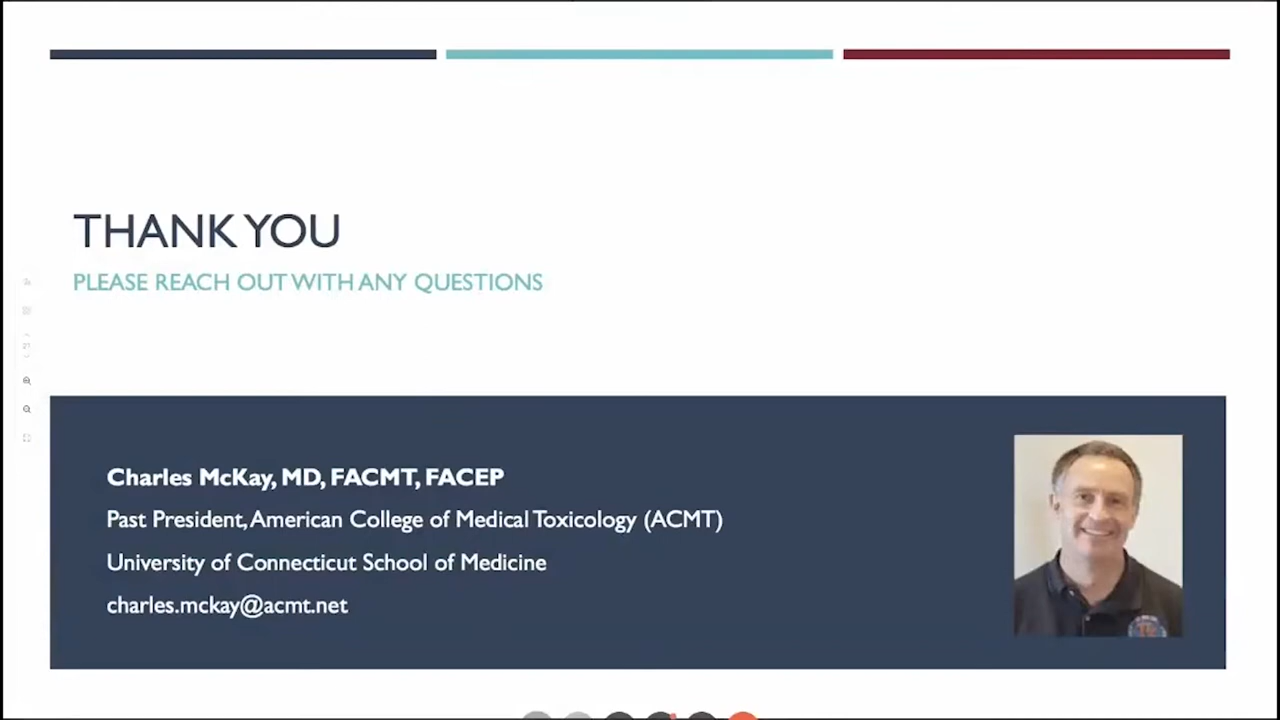 THANK YOU
PLEASE REACH OUT WITH ANY QUESTIONS
Charles McKay, MD, FACMT, FACEP
Past President, American College of Medical Toxicology (ACMT)
University of Connecticut School of Medicine
charles.mckay@acmt.net